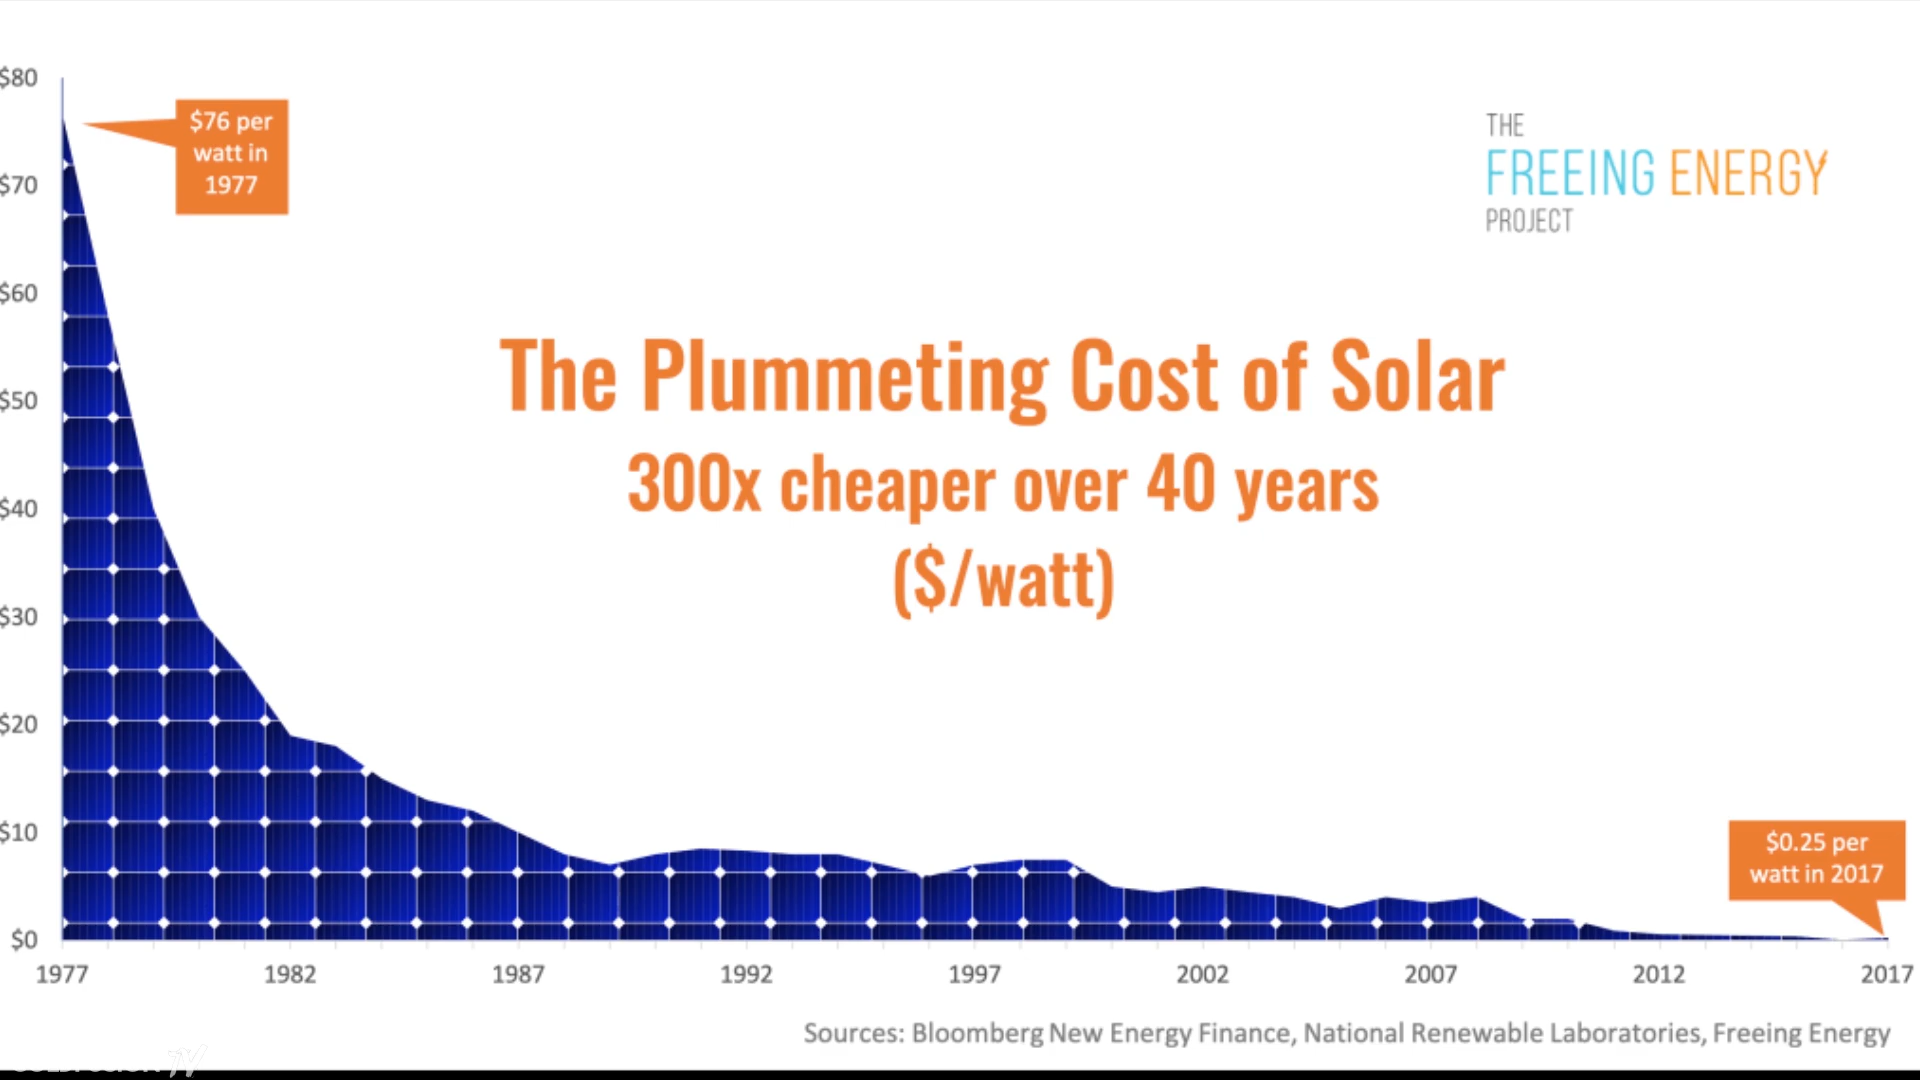 $80
$70
$60
$50
$40
$30
$20
$10
$0
$76 per
watt in
1977
THE
FREEING ENERGY
PROJECT
The Plummeting Cost of Solar
300x cheaper over 40 years
($/watt)
$0.25 per
watt in 2017
1977 1982 1987 1992 1997 2002 2007 2012 2017
Sources: Bloomberg New Energy Finance, National Renewable Laboratories, Freeing Energy